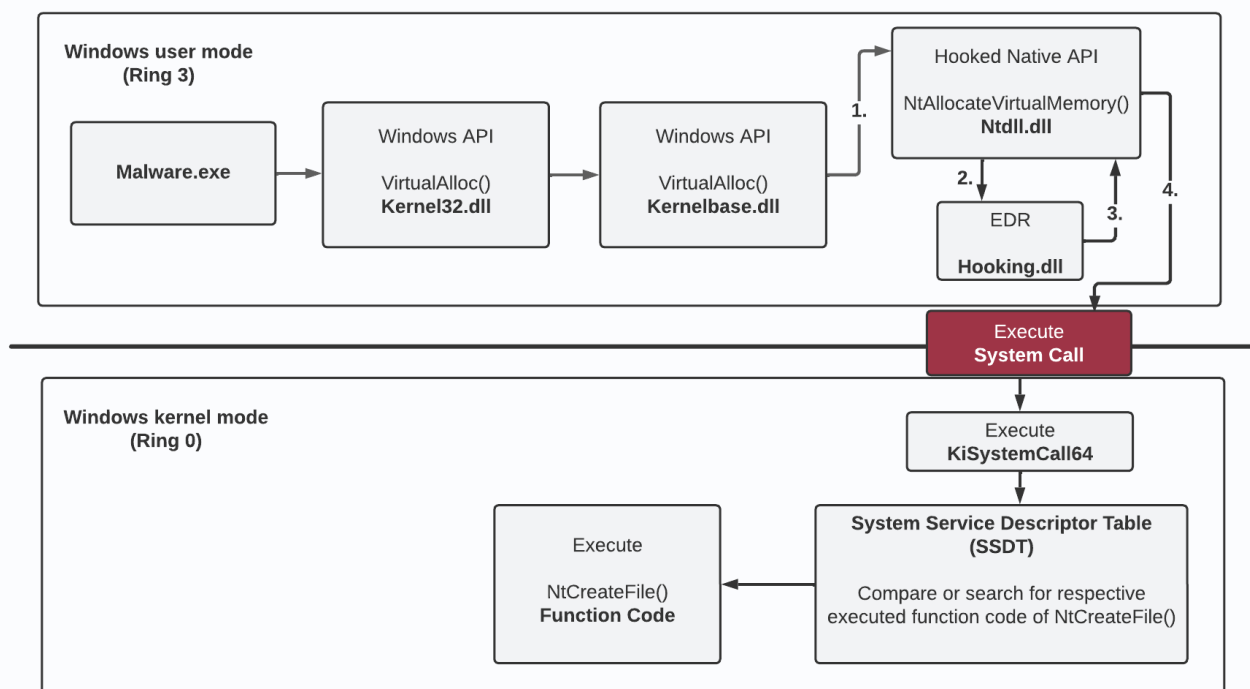 Windows user mode
(Ring 3)
Malware.exe
Windows API
VirtualAlloc()
Kernel32.dll
Windows API
VirtualAlloc()
Kernelbase.dll
1.
Hooked Native API
NtAllocateVirtualMemory()
Ntdll.dll
2.
3.
4.
EDR
Hooking.dll
Execute
System Call
Windows kernel mode
(Ring 0)
Execute
KiSystemCall64
System Service Descriptor Table
(SSDT)
Compare or search for respective
executed function code of NtCreateFile()
Execute
NtCreateFile()
Function Code